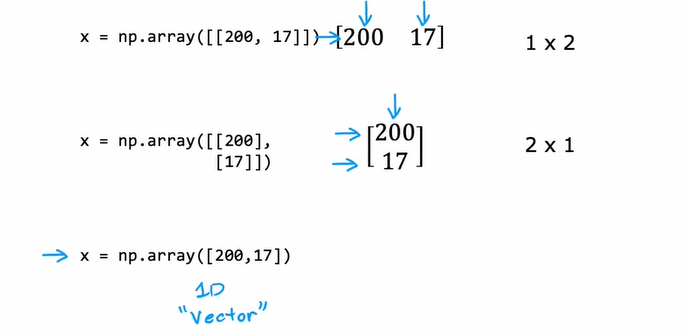 x = np.array([[200, 17]]) [200 17] 1 x 2
x = np.array([[200], [200 2 x 1
[17]]) 17]
x = np.array([200,17])
1D
"Vector"